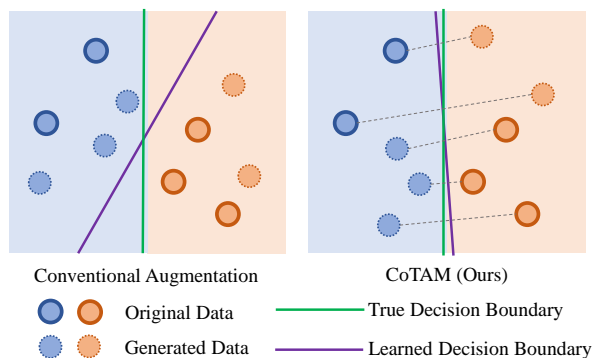 Conventional Augmentation
CoTAM (Ours)
Original Data
True Decision Boundary
Generated Data
Learned Decision Boundary